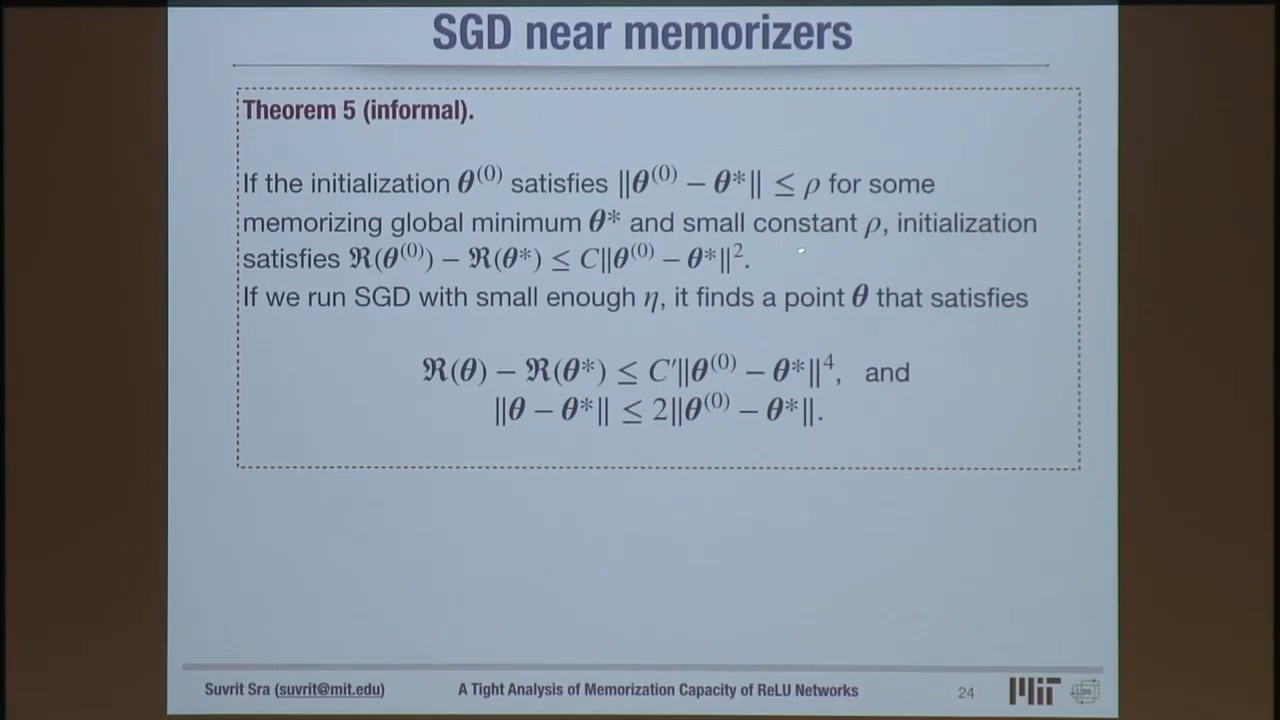 SGD near memorizers
Theorem 5 (informal).
If the initialization θ⁽⁰⁾ satisfies ‖θ⁽⁰⁾ − θ*‖ ≤ ρ for some
memorizing global minimum θ* and small constant ρ, initialization
satisfies ℜ(θ⁽⁰⁾) − ℜ(θ*) ≤ C‖θ⁽⁰⁾ − θ*‖².
If we run SGD with small enough η, it finds a point θ that satisfies
ℜ(θ) − ℜ(θ*) ≤ C′‖θ⁽⁰⁾ − θ*‖⁴, and
‖θ − θ*‖ ≤ 2‖θ⁽⁰⁾ − θ*‖.
Suvrit Sra (suvrit@mit.edu) A Tight Analysis of Memorization Capacity of ReLU Networks 24 MIT LIDS